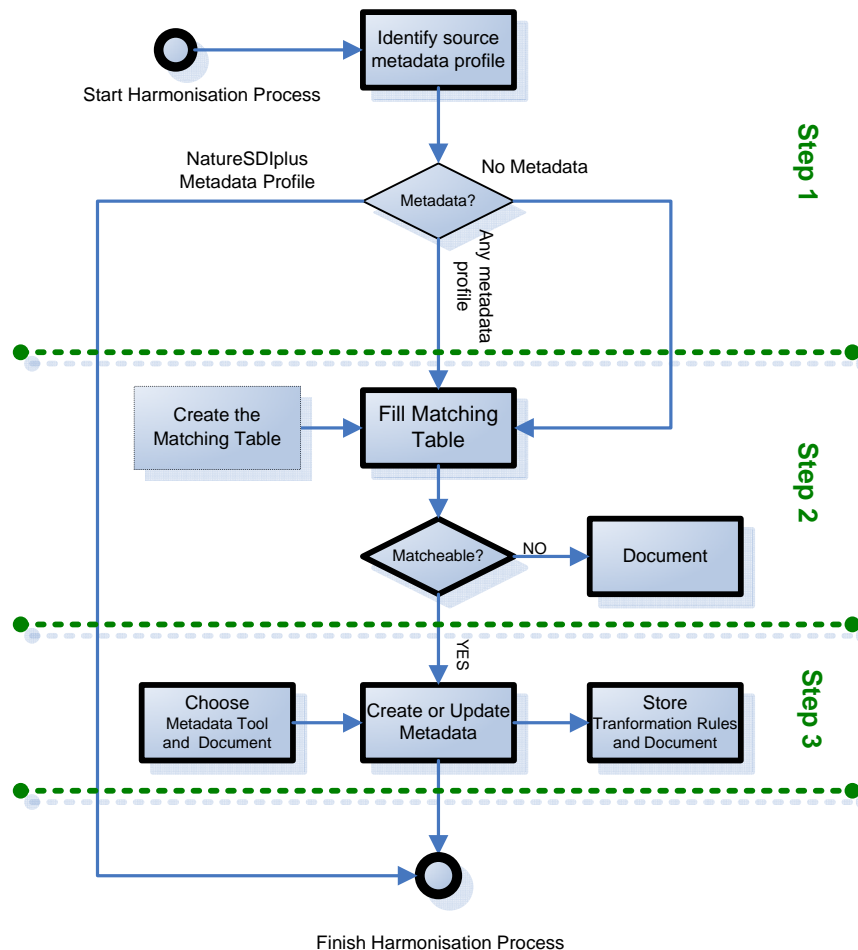 Identify source
metadata profile
Start Harmonisation Process
NatureSDIplus
Metadata Profile
No Metadata
Metadata?
Any metadata
profile
Step 1
Create the
Matching Table
Fill Matching
Table
Matcheable?
NO
Document
Step 2
YES
Choose
Metadata Tool
and Document
Create or Update
Metadata
Store
Tranformation Rules
and Document
Step 3
Finish Harmonisation Process